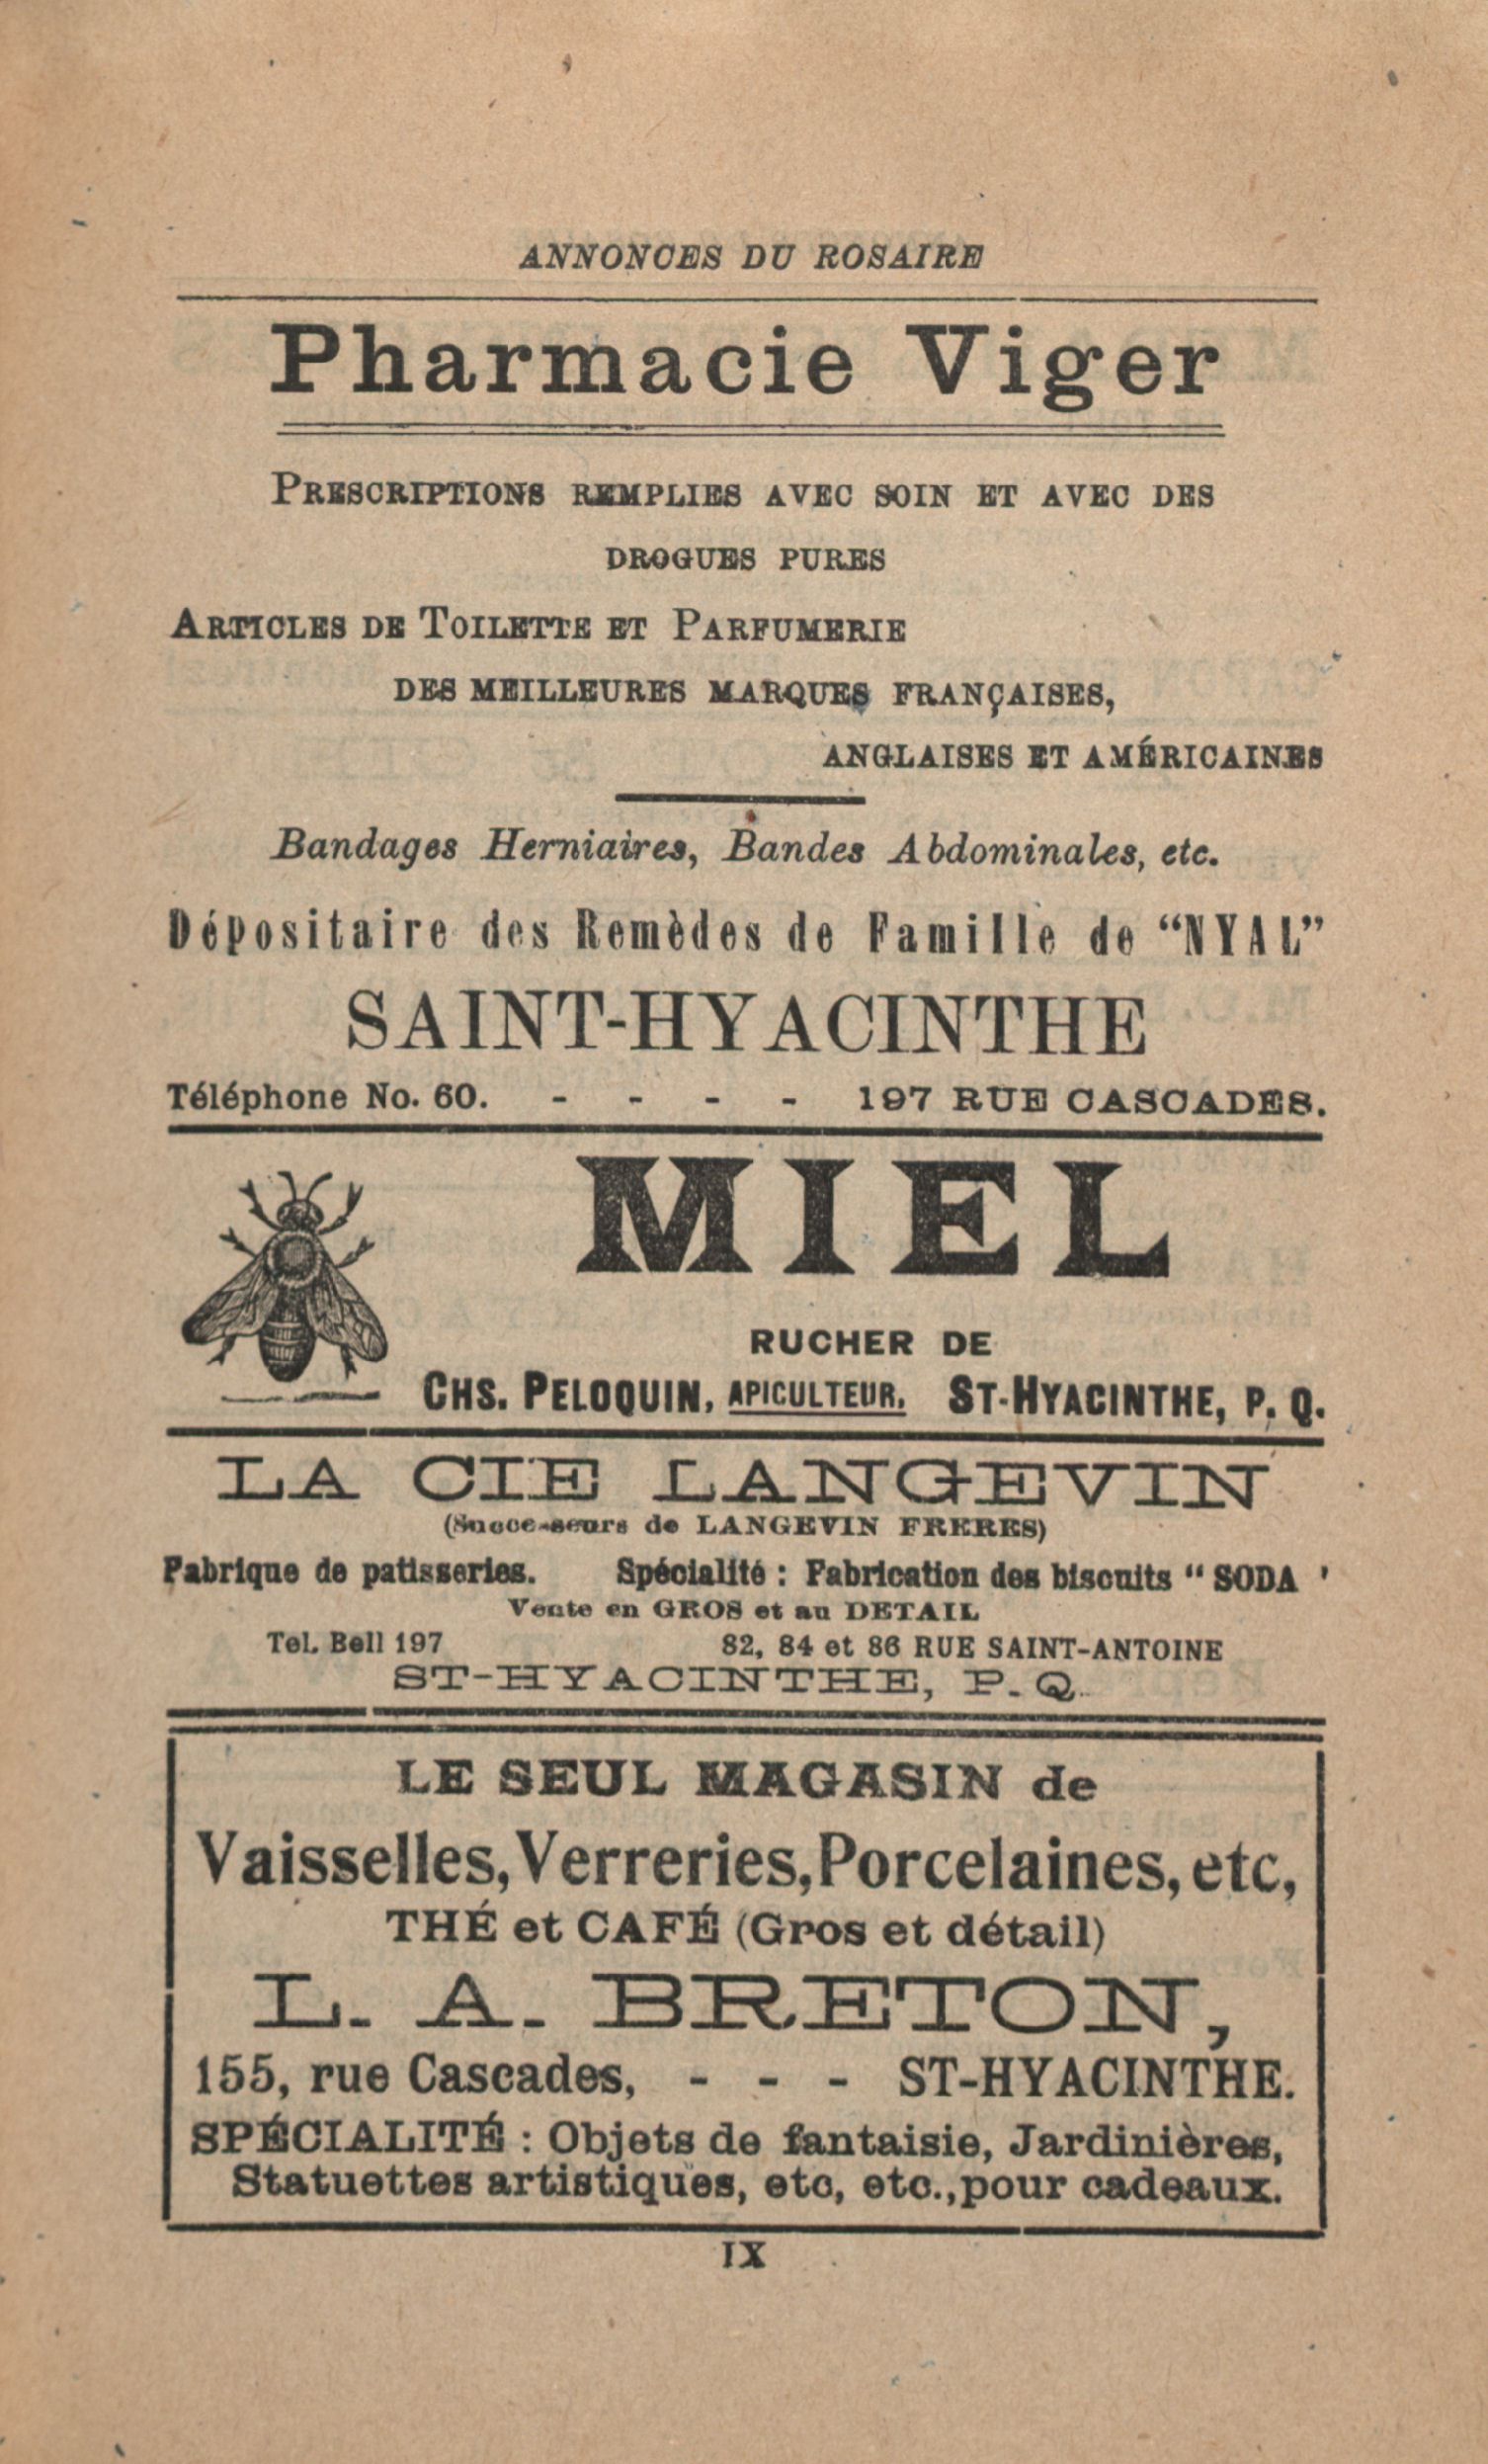 ANNONCES DU ROSAIRE
Pharmacie Viger
PRESCRIPTIONS REMPLIES AVEC SOIN ET AVEC DES
DROGUES PURES
ARTICLES DE TOILETTE ET PARFUMERIE
DES MEILLEURES MARQUES FRANÇAISES,
ANGLAISES ET AMÉRICAINES
Bandages Herniaires, Bandes Abdominales, etc.
Dépositaire des Remèdes de Famille de “NYAL”
SAINT-HYACINTHE
Téléphone No. 60. - - - - 197 RUE CASCADES.
MIEL
RUCHER DE
CHS. PELOQUIN, APICULTEUR, ST-HYACINTHE, P. Q.
LA CIE LANGEVIN
(Successeurs de LANGEVIN FRERES)
Fabrique de patisseries. Spécialité : Fabrication des biscuits “ SODA '
Vente en GROS et au DETAIL
Tel. Bell 197 82, 84 et 86 RUE SAINT-ANTOINE
ST-HYACINTHE, P. Q.
LE SEUL MAGASIN de
Vaisselles, Verreries, Porcelaines, etc,
THÉ et CAFÉ (Gros et détail)
L. A. BRETON,
155, rue Cascades, - - - ST-HYACINTHE.
SPÉCIALITÉ : Objets de fantaisie, Jardinières,
Statuettes artistiques, etc, etc., pour cadeaux.
IX